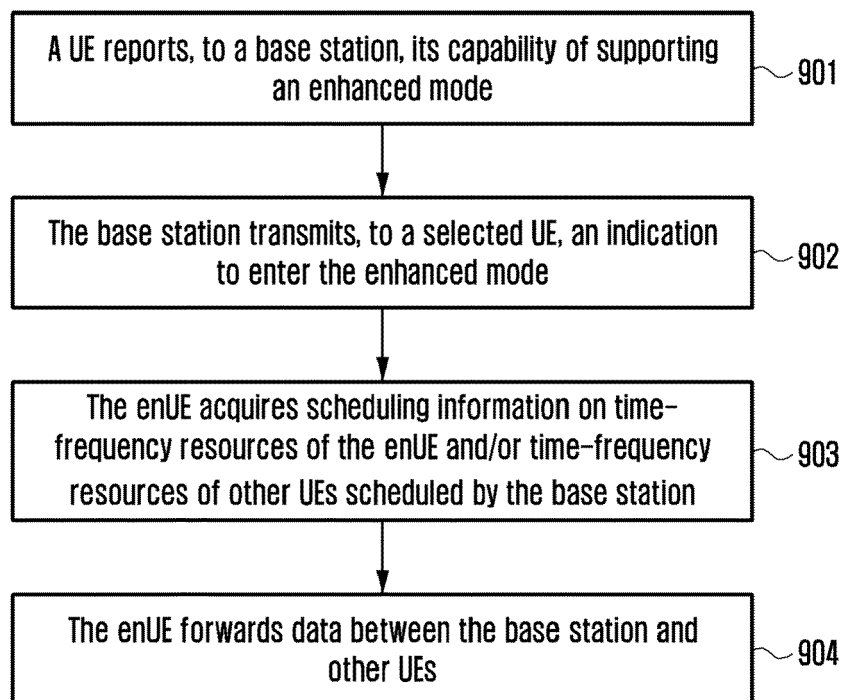 A UE reports, to a base station, its capability of supporting
an enhanced mode
901
The base station transmits, to a selected UE, an indication
to enter the enhanced mode
902
The enUE acquires scheduling information on time-
frequency resources of the enUE and/or time-frequency
resources of other UEs scheduled by the base station
903
The enUE forwards data between the base station and
other UEs
904